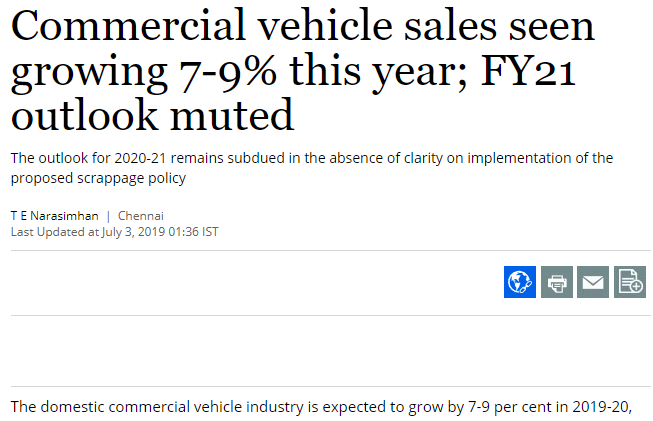 Commercial vehicle sales seen
growing 7-9% this year; FY21
outlook muted
The outlook for 2020-21 remains subdued in the absence of clarity on implementation of the
proposed scrappage policy
T E Narasimhan | Chennai
Last Updated at July 3, 2019 01:36 IST
The domestic commercial vehicle industry is expected to grow by 7-9 per cent in 2019-20,